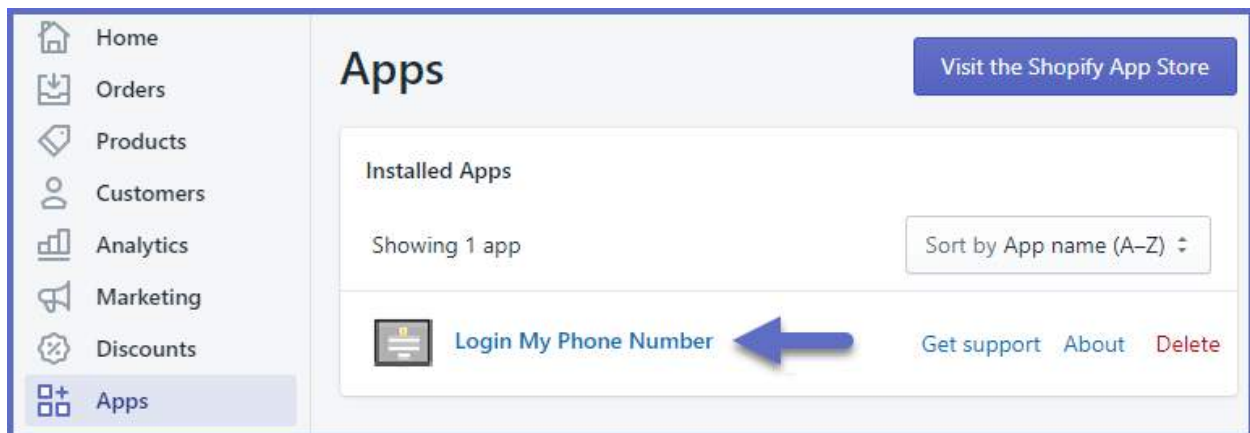 Home
Orders
Products
Customers
Analytics
Marketing
Discounts
Apps
Apps
Visit the Shopify App Store
Installed Apps
Showing 1 app
Sort by App name (A–Z)
Login My Phone Number
Get support About Delete